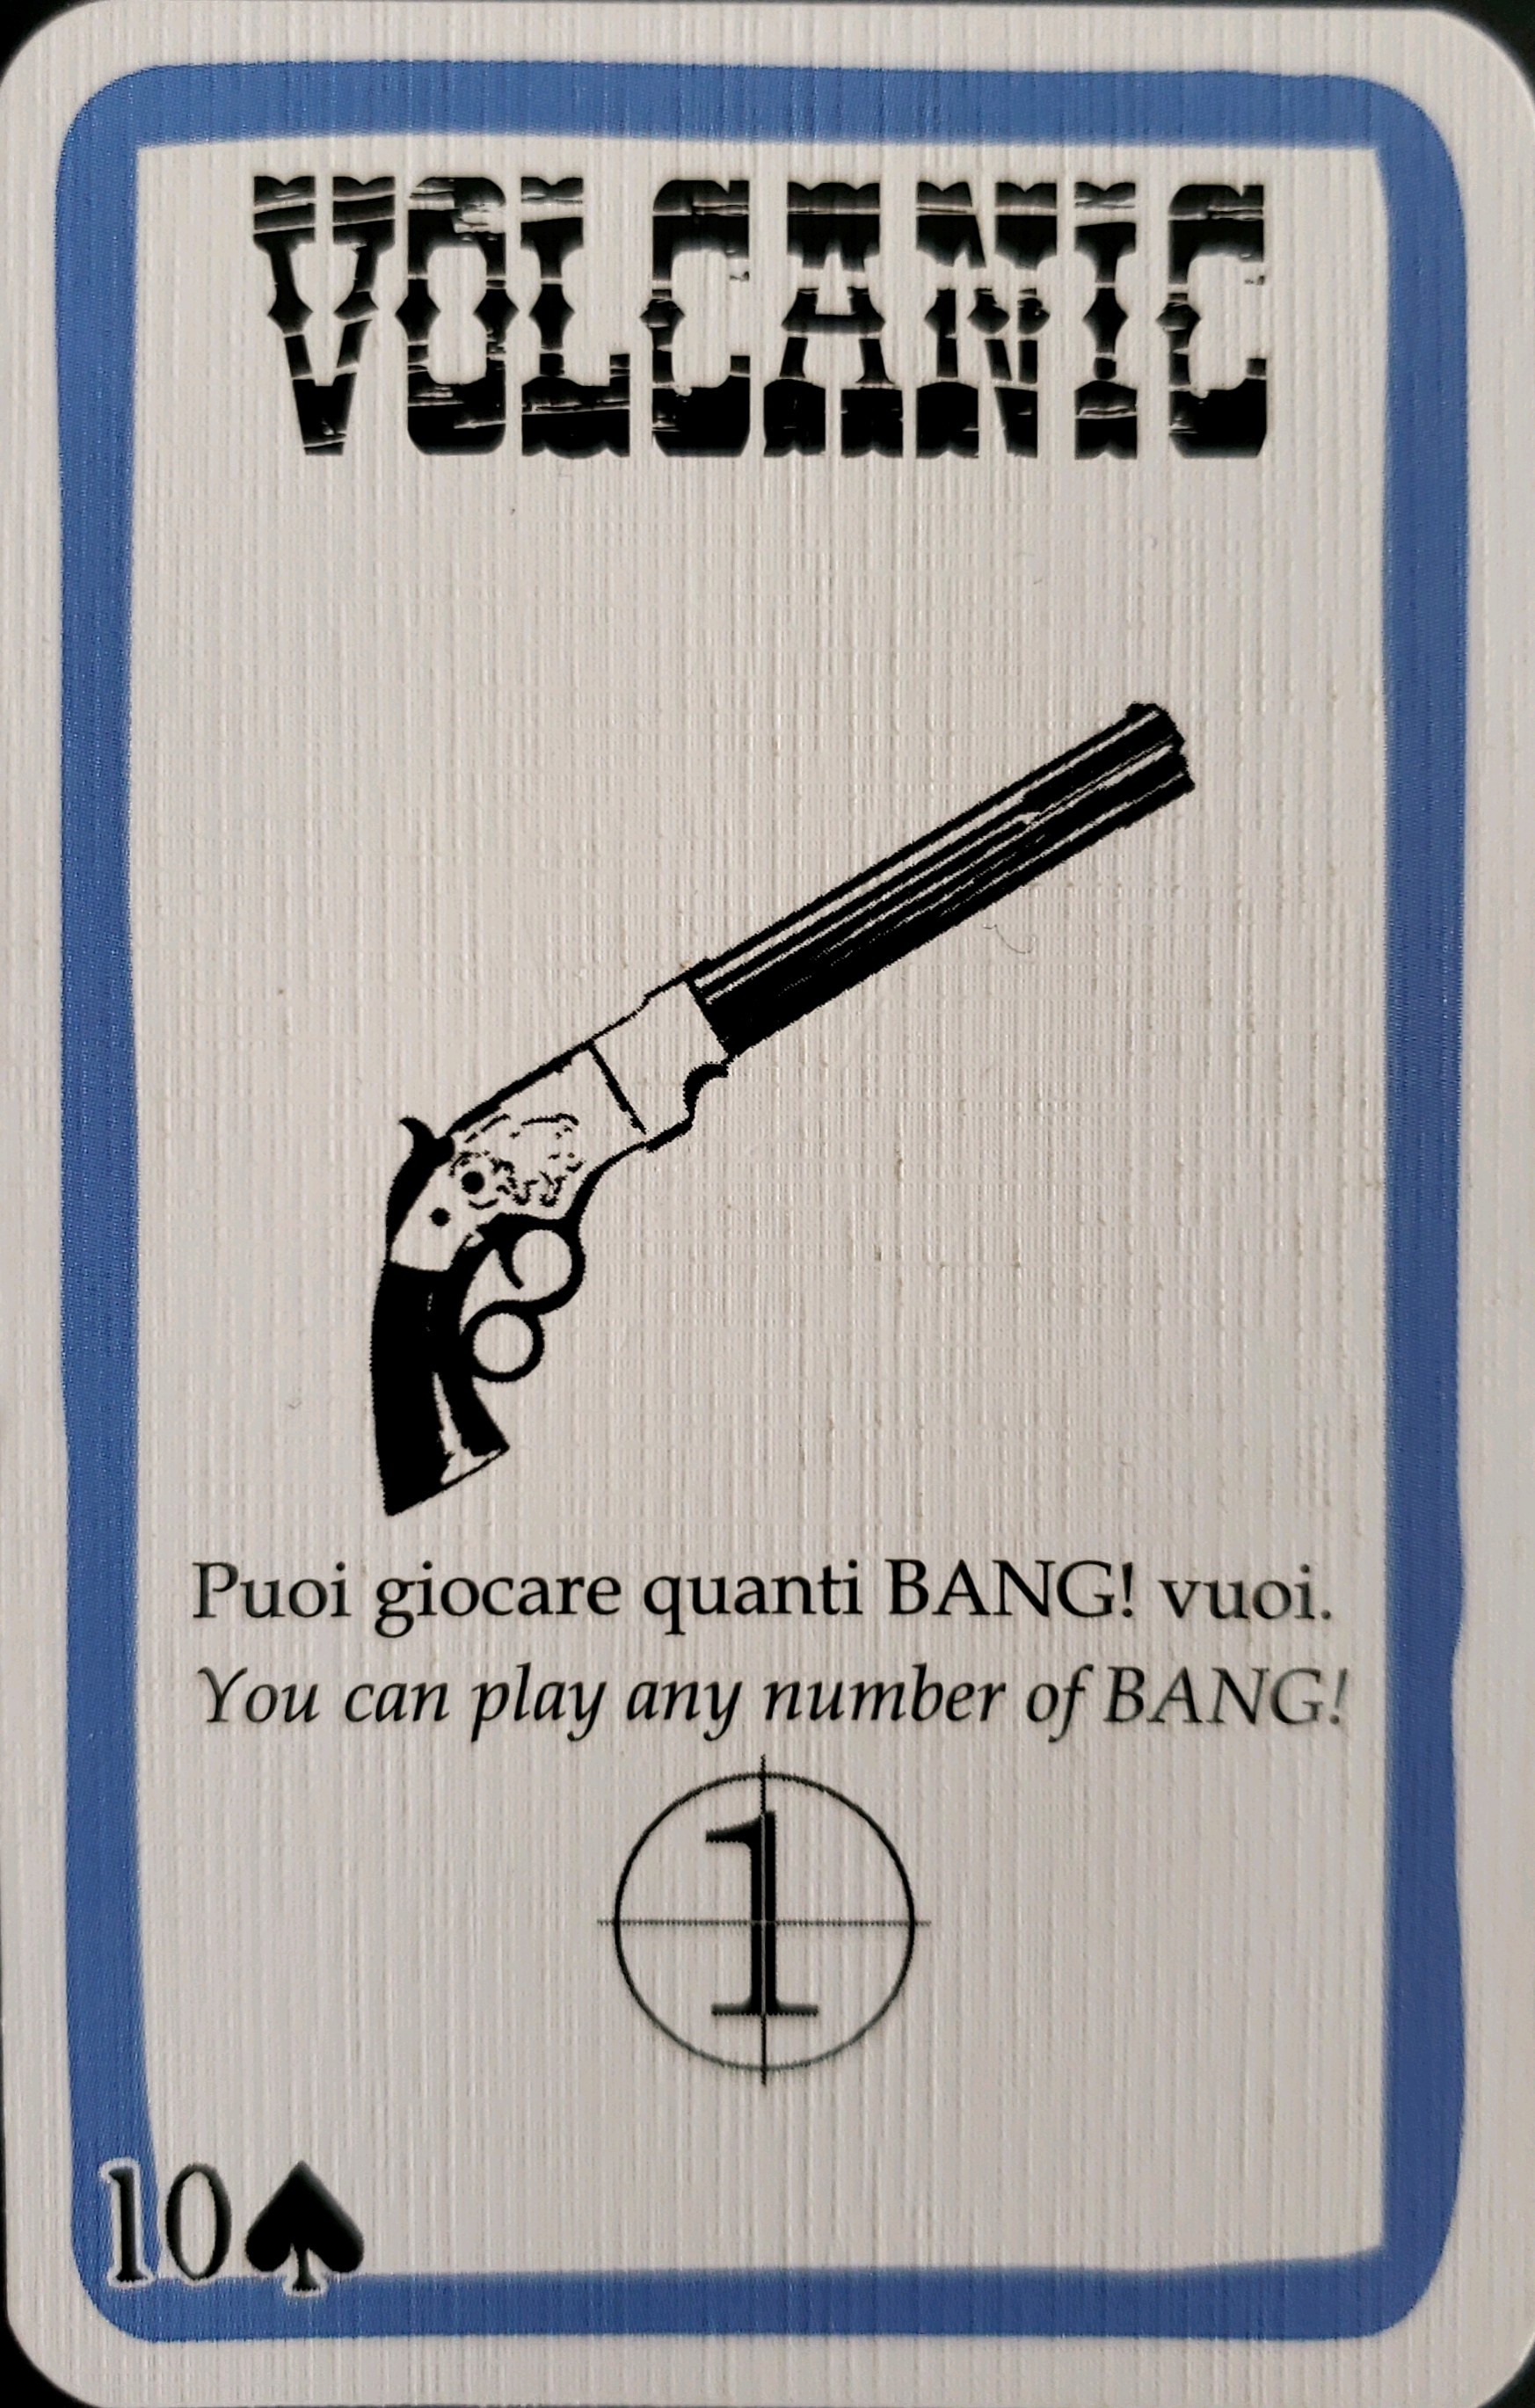 VOLCANIC
Puoi giocare quanti BANG! vuoi.
You can play any number of BANG!
1
10♠